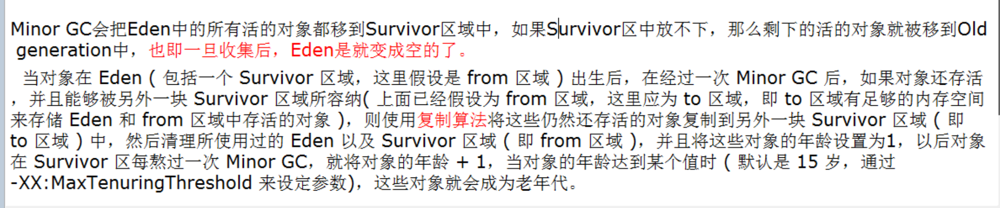 Minor GC会把Eden中的所有活的对象都移到Survivor区域中，如果Survivor区中放不下，那么剩下的活的对象就被移到Old
generation中，也即一旦收集后，Eden是就变成空的了。
当对象在 Eden ( 包括一个 Survivor 区域，这里假设是 from 区域 ) 出生后，在经过一次 Minor GC 后，如果对象还存活
，并且能够被另外一块 Survivor 区域所容纳( 上面已经假设为 from 区域，这里应为 to 区域，即 to 区域有足够的内存空间
来存储 Eden 和 from 区域中存活的对象 )，则使用复制算法将这些仍然还存活的对象复制到另外一块 Survivor 区域 ( 即
to 区域 ) 中，然后清理所使用过的 Eden 以及 Survivor 区域 ( 即 from 区域 )，并且将这些对象的年龄设置为1，以后对象
在 Survivor 区每熬过一次 Minor GC，就将对象的年龄 + 1，当对象的年龄达到某个值时 ( 默认是 15 岁，通过
-XX:MaxTenuringThreshold 来设定参数)，这些对象就会成为老年代。